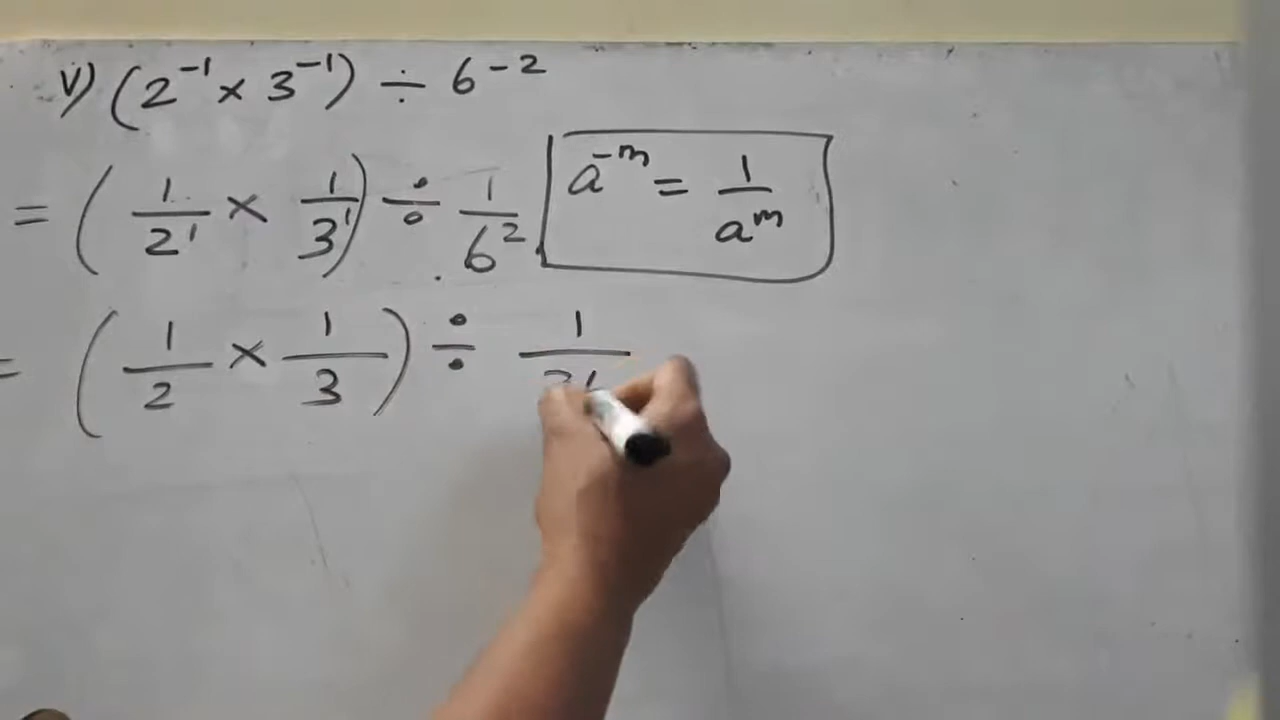 v) (2⁻¹ × 3⁻¹) ÷ 6⁻²
= ( 1/2¹ × 1/3¹ ) ÷ 1/6²
a⁻ᵐ = 1/aᵐ
= ( 1/2 × 1/3 ) ÷ 1/